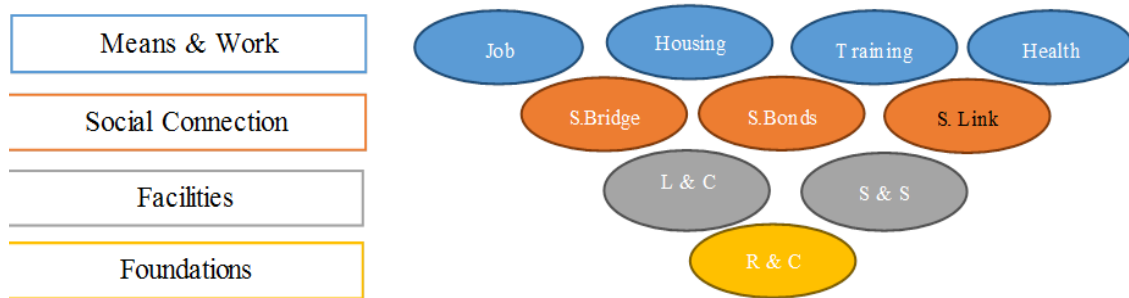 Means & Work
Job
Housing
Training
Health
Social Connection
S.Bridge
S.Bonds
S. Link
Facilities
L & C
S & S
Foundations
R & C